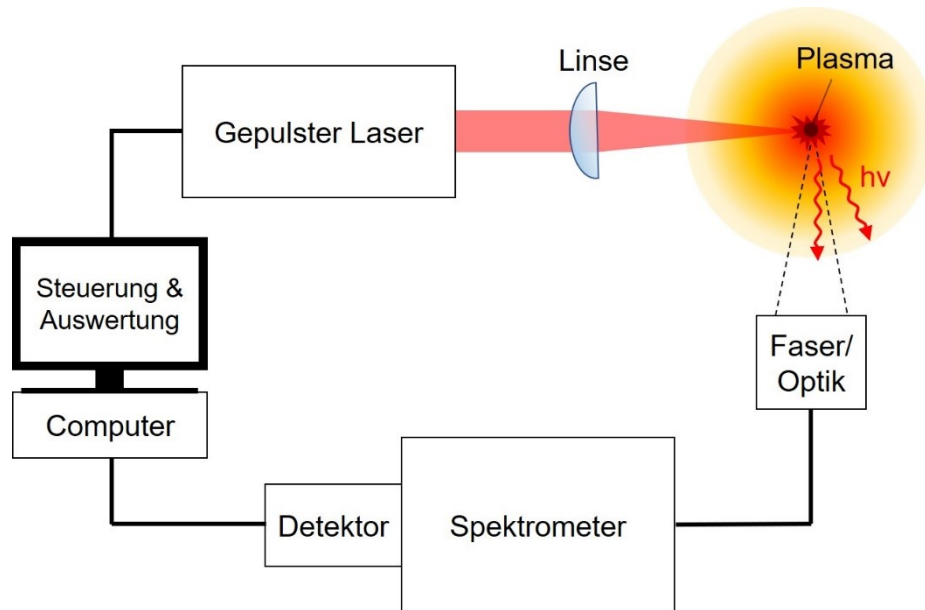 Linse
Plasma
Gepulster Laser
hv
Steuerung &
Auswertung
Computer
Faser/
Optik
Detektor
Spektrometer